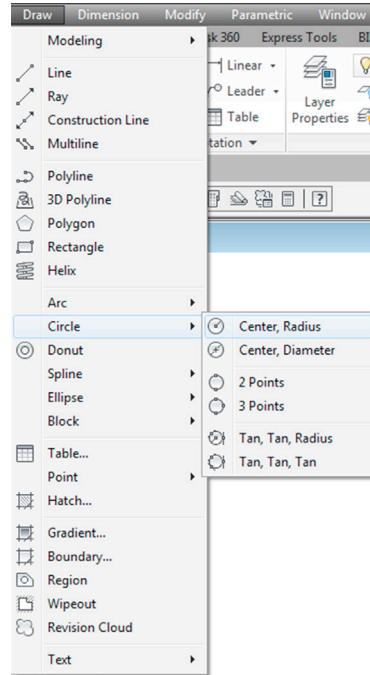 Draw Dimension Modify Parametric Window
Modeling
sk 360 Express Tools BI
Line
Linear
Ray
Leader
Construction Line
Table
Layer
Properties
Multiline
tation
Polyline
3D Polyline
Polygon
Rectangle
Helix
Arc
Circle
Center, Radius
Donut
Center, Diameter
Spline
2 Points
Ellipse
3 Points
Block
Tan, Tan, Radius
Table...
Tan, Tan, Tan
Point
Hatch...
Gradient...
Boundary...
Region
Wipeout
Revision Cloud
Text